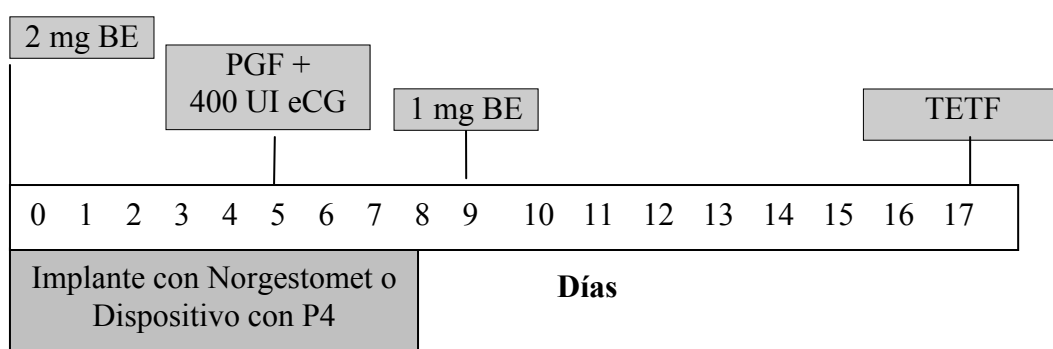 2 mg BE
PGF +
400 UI eCG
1 mg BE
TETF
0 1 2 3 4 5 6 7 8 9 10 11 12 13 14 15 16 17
Implante con Norgestomet o
Dispositivo con P4
Días